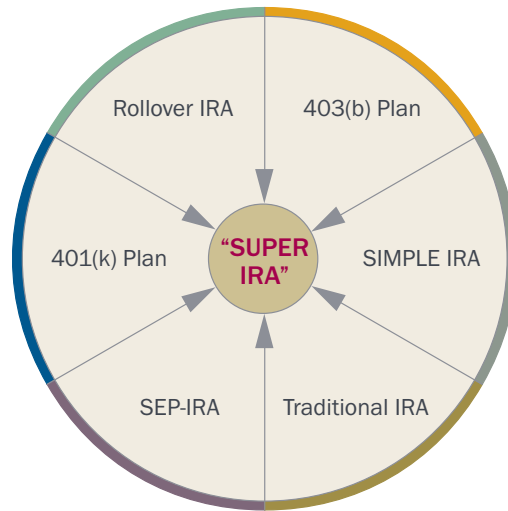 Rollover IRA
403(b) Plan
401(k) Plan
“SUPER
IRA”
SIMPLE IRA
SEP-IRA
Traditional IRA